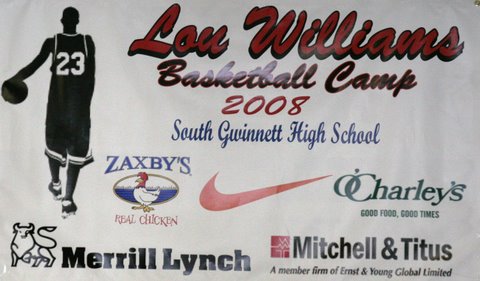 Lou Williams
Basketball Camp
2008
South Gwinnett High School
23
ZAXBY'S
REAL CHICKEN
O'Charley's
GOOD FOOD, GOOD TIMES
Merrill Lynch
Mitchell & Titus
A member firm of Ernst & Young Global Limited